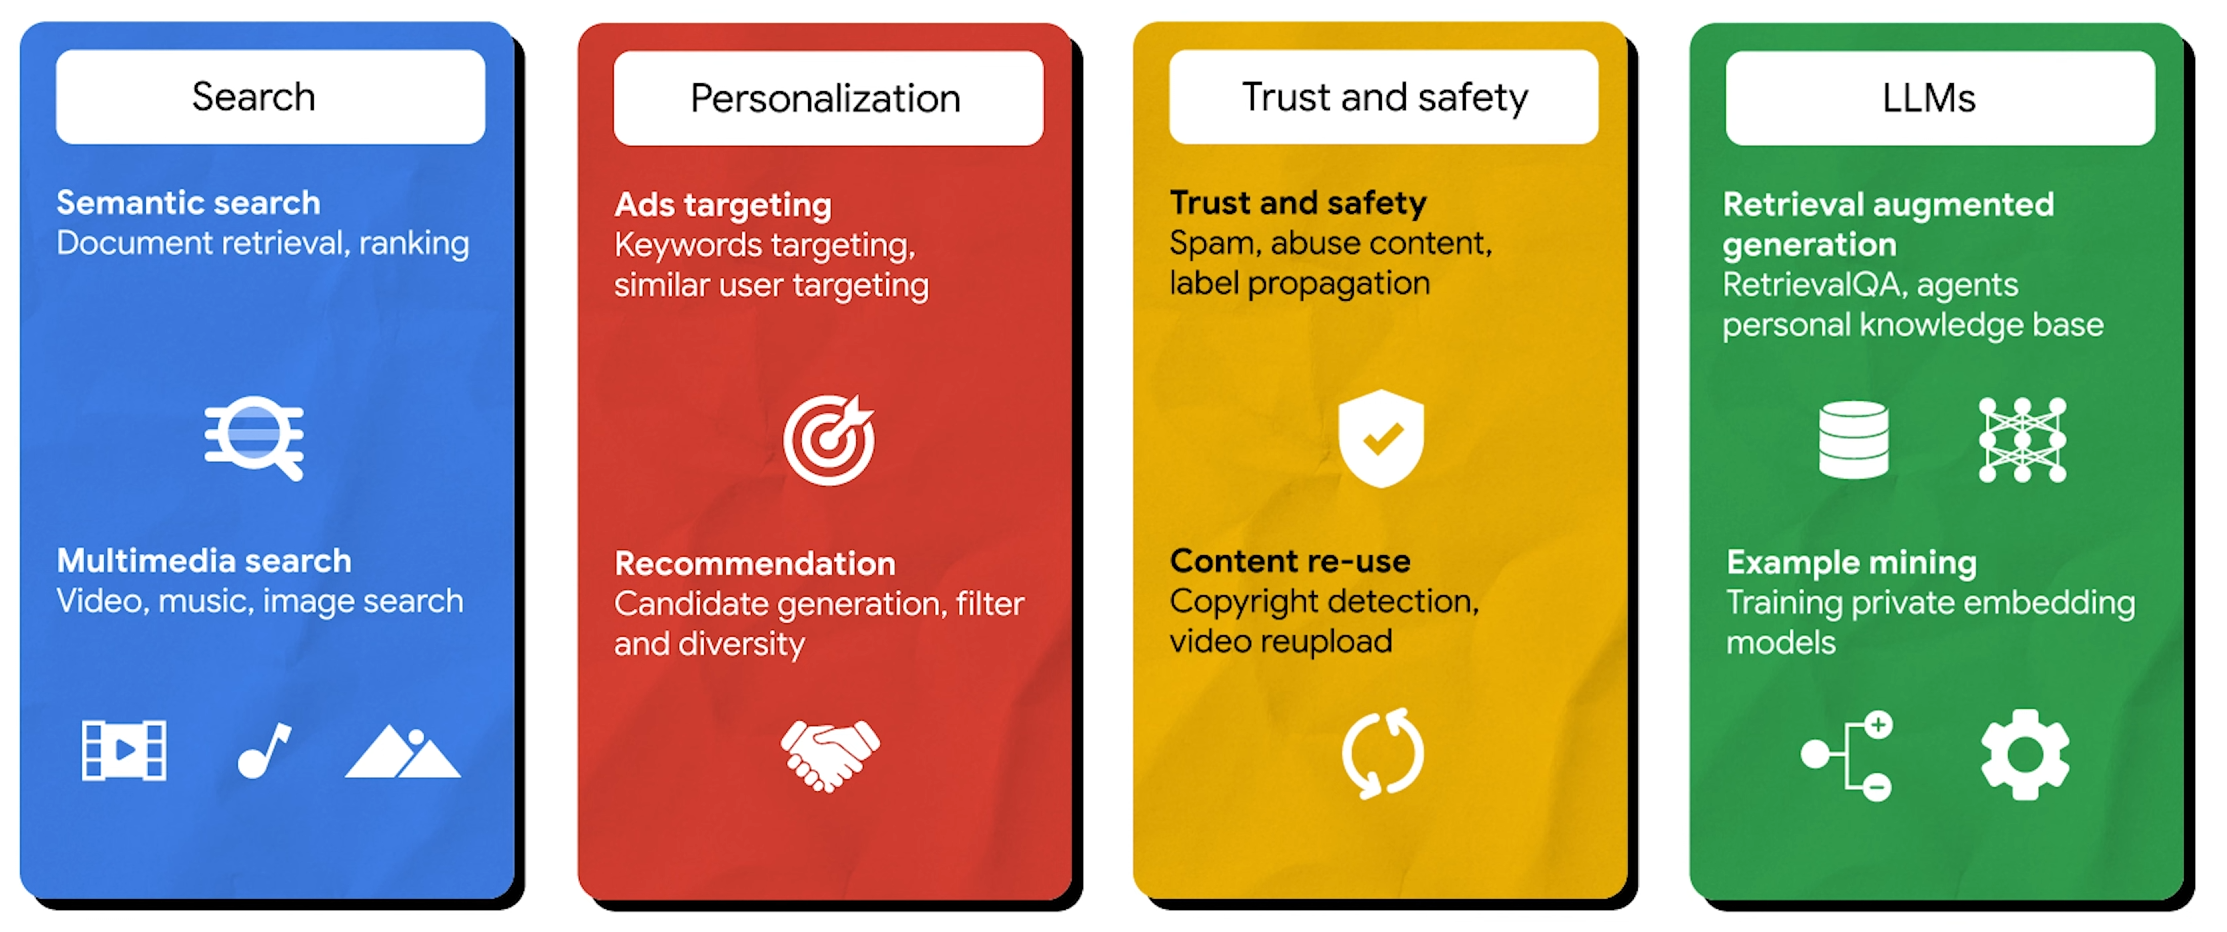 Search
Semantic search
Document retrieval, ranking
Multimedia search
Video, music, image search
Personalization
Ads targeting
Keywords targeting,
similar user targeting
Recommendation
Candidate generation, filter
and diversity
Trust and safety
Trust and safety
Spam, abuse content,
label propagation
Content re-use
Copyright detection,
video reupload
LLMs
Retrieval augmented
generation
RetrievalQA, agents
personal knowledge base
Example mining
Training private embedding
models